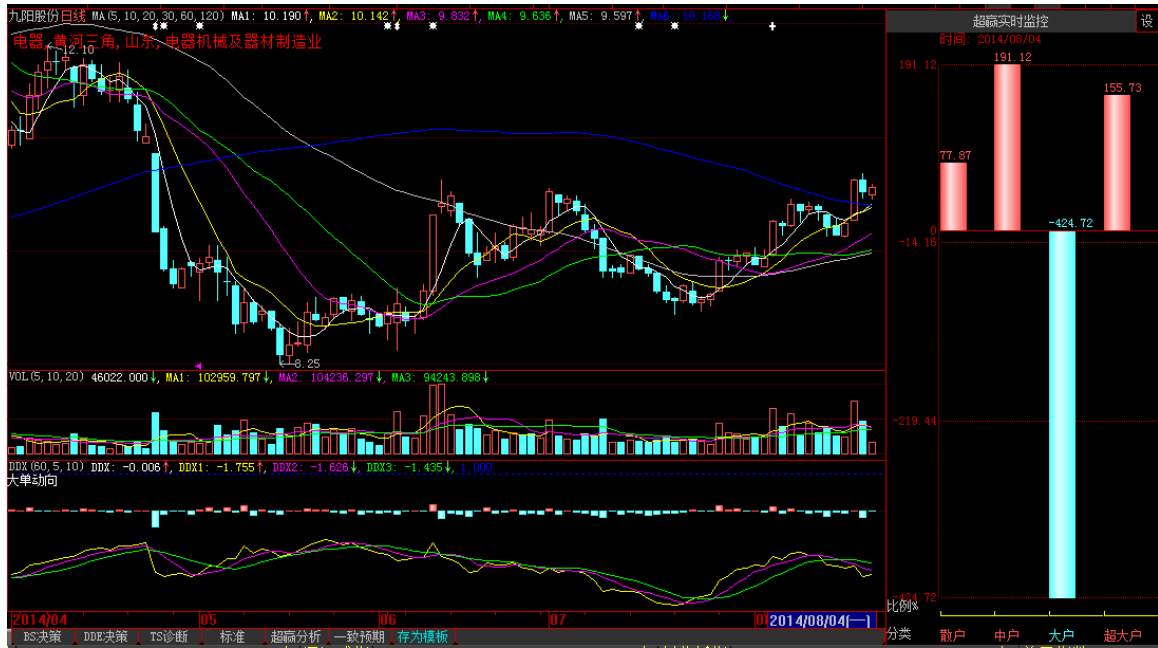 九阳股份日线 MA(5,10,20,30,60,120) MA1: 10.190↑, MA2: 10.142↑, MA3: 9.832↑, MA4: 9.636↑, MA5: 9.597↑, MA6: 10.168↓
电器,黄河三角,山东,电器机械及器材制造业
12.10
8.25
VOL(5,10,20) 46022.000↓, MA1: 102959.797↓, MA2: 104236.297↓, MA3: 94243.898↓
DDX(60,5,10) DDX: -0.006↑, DDX1: -1.755↑, DDX2: -1.628↓, DDX3: -1.435↓, 1.000
大单动向
2014/04 05 06 07 2014/08/04(一)
BS决策 DDE决策 TS诊断 标准 超赢分析 一致预期 存为模板
超赢实时监控 设
时间: 2014/08/04
191.12 191.12
155.73
77.87
0 -424.72
-14.16
-219.44
-424.72
比例%
分类 散户 中户 大户 超大户